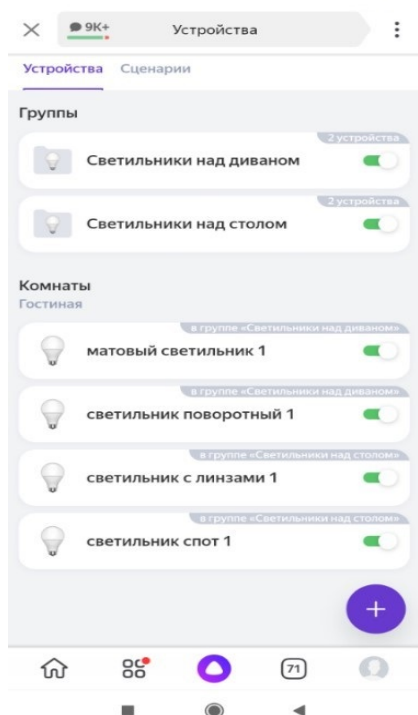 9К+
Устройства
Устройства Сценарии
Группы
2 устройства
Светильники над диваном
2 устройства
Светильники над столом
Комнаты
Гостиная
в группе «Светильники над диваном»
матовый светильник 1
в группе «Светильники над диваном»
светильник поворотный 1
в группе «Светильники над столом»
светильник с линзами 1
в группе «Светильники над столом»
светильник спот 1
71